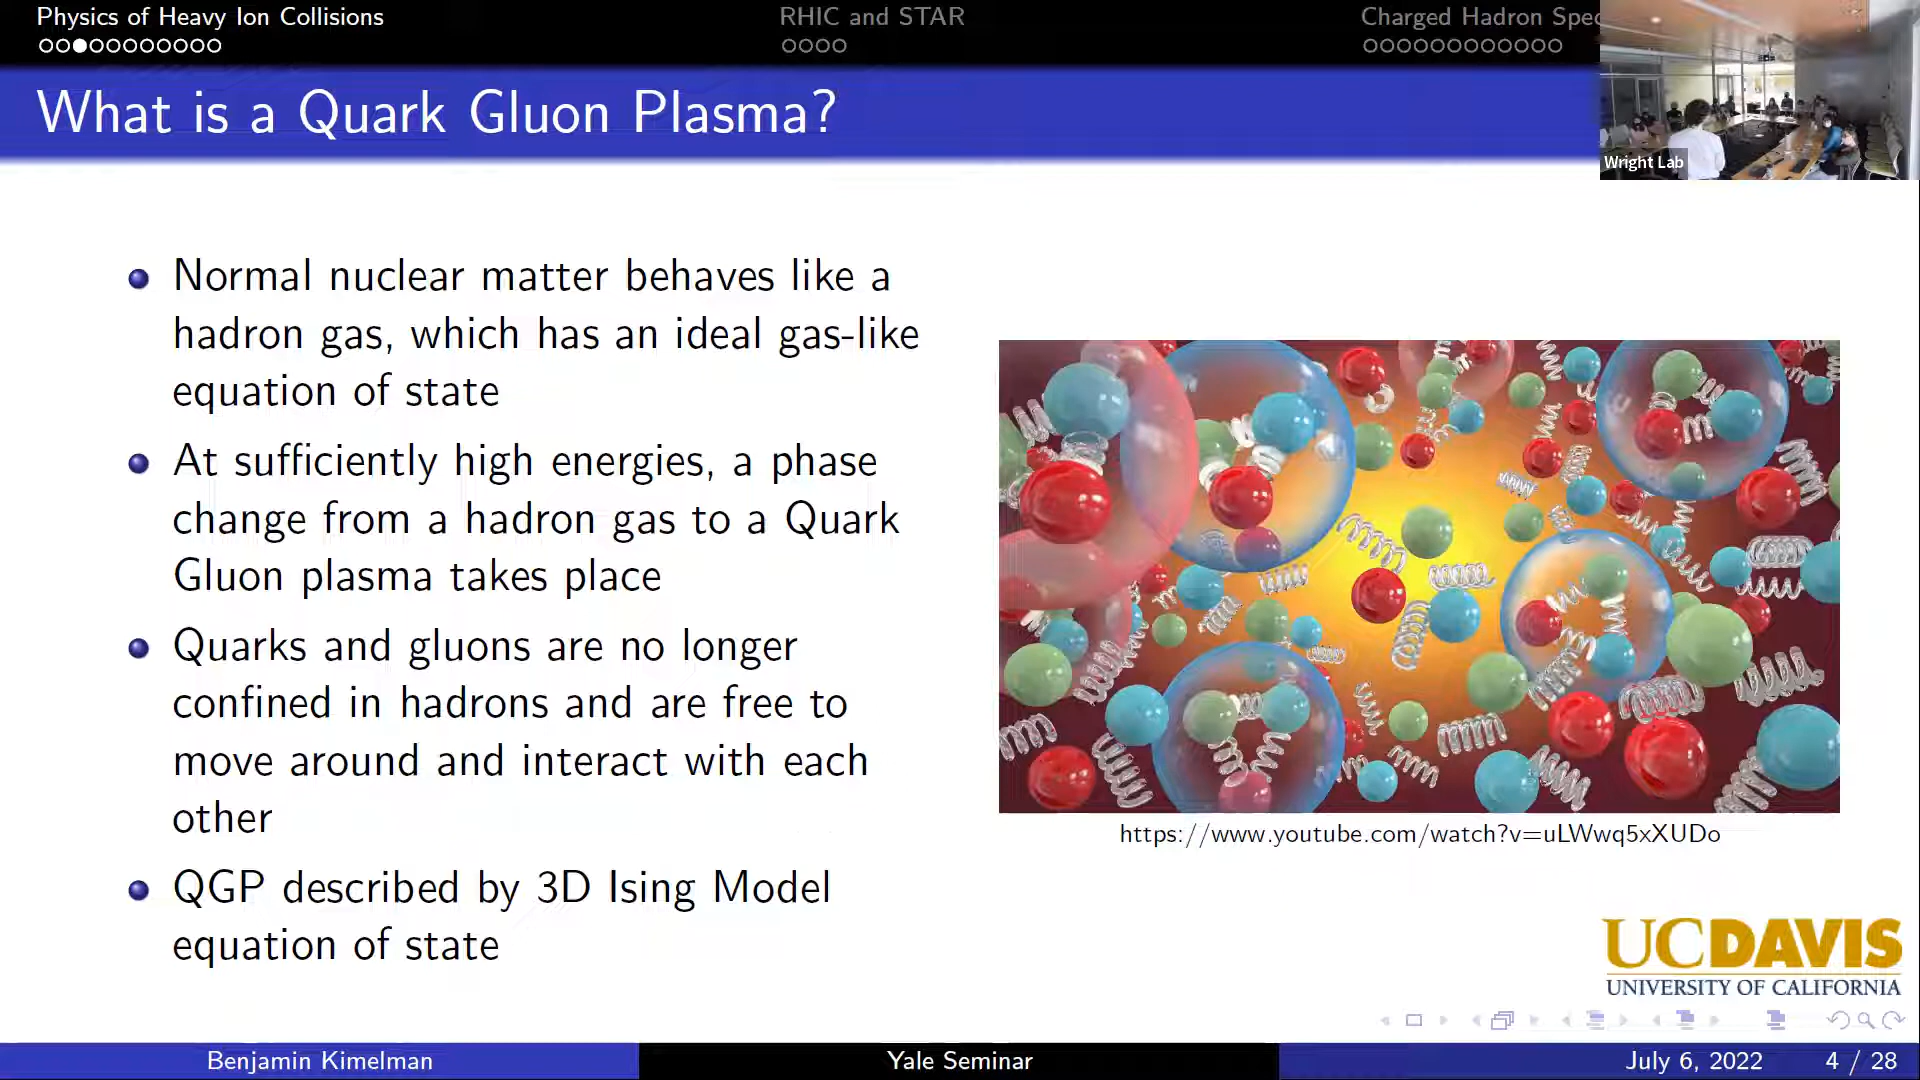 Physics of Heavy Ion Collisions
RHIC and STAR
Charged Hadron Spec
What is a Quark Gluon Plasma?
Wright Lab
Normal nuclear matter behaves like a
hadron gas, which has an ideal gas-like
equation of state
At sufficiently high energies, a phase
change from a hadron gas to a Quark
Gluon plasma takes place
Quarks and gluons are no longer
confined in hadrons and are free to
move around and interact with each
other
QGP described by 3D Ising Model
equation of state
https://www.youtube.com/watch?v=uLWwq5xXUDo
UCDAVIS
UNIVERSITY OF CALIFORNIA
Benjamin Kimelman
Yale Seminar
July 6, 2022
4 / 28